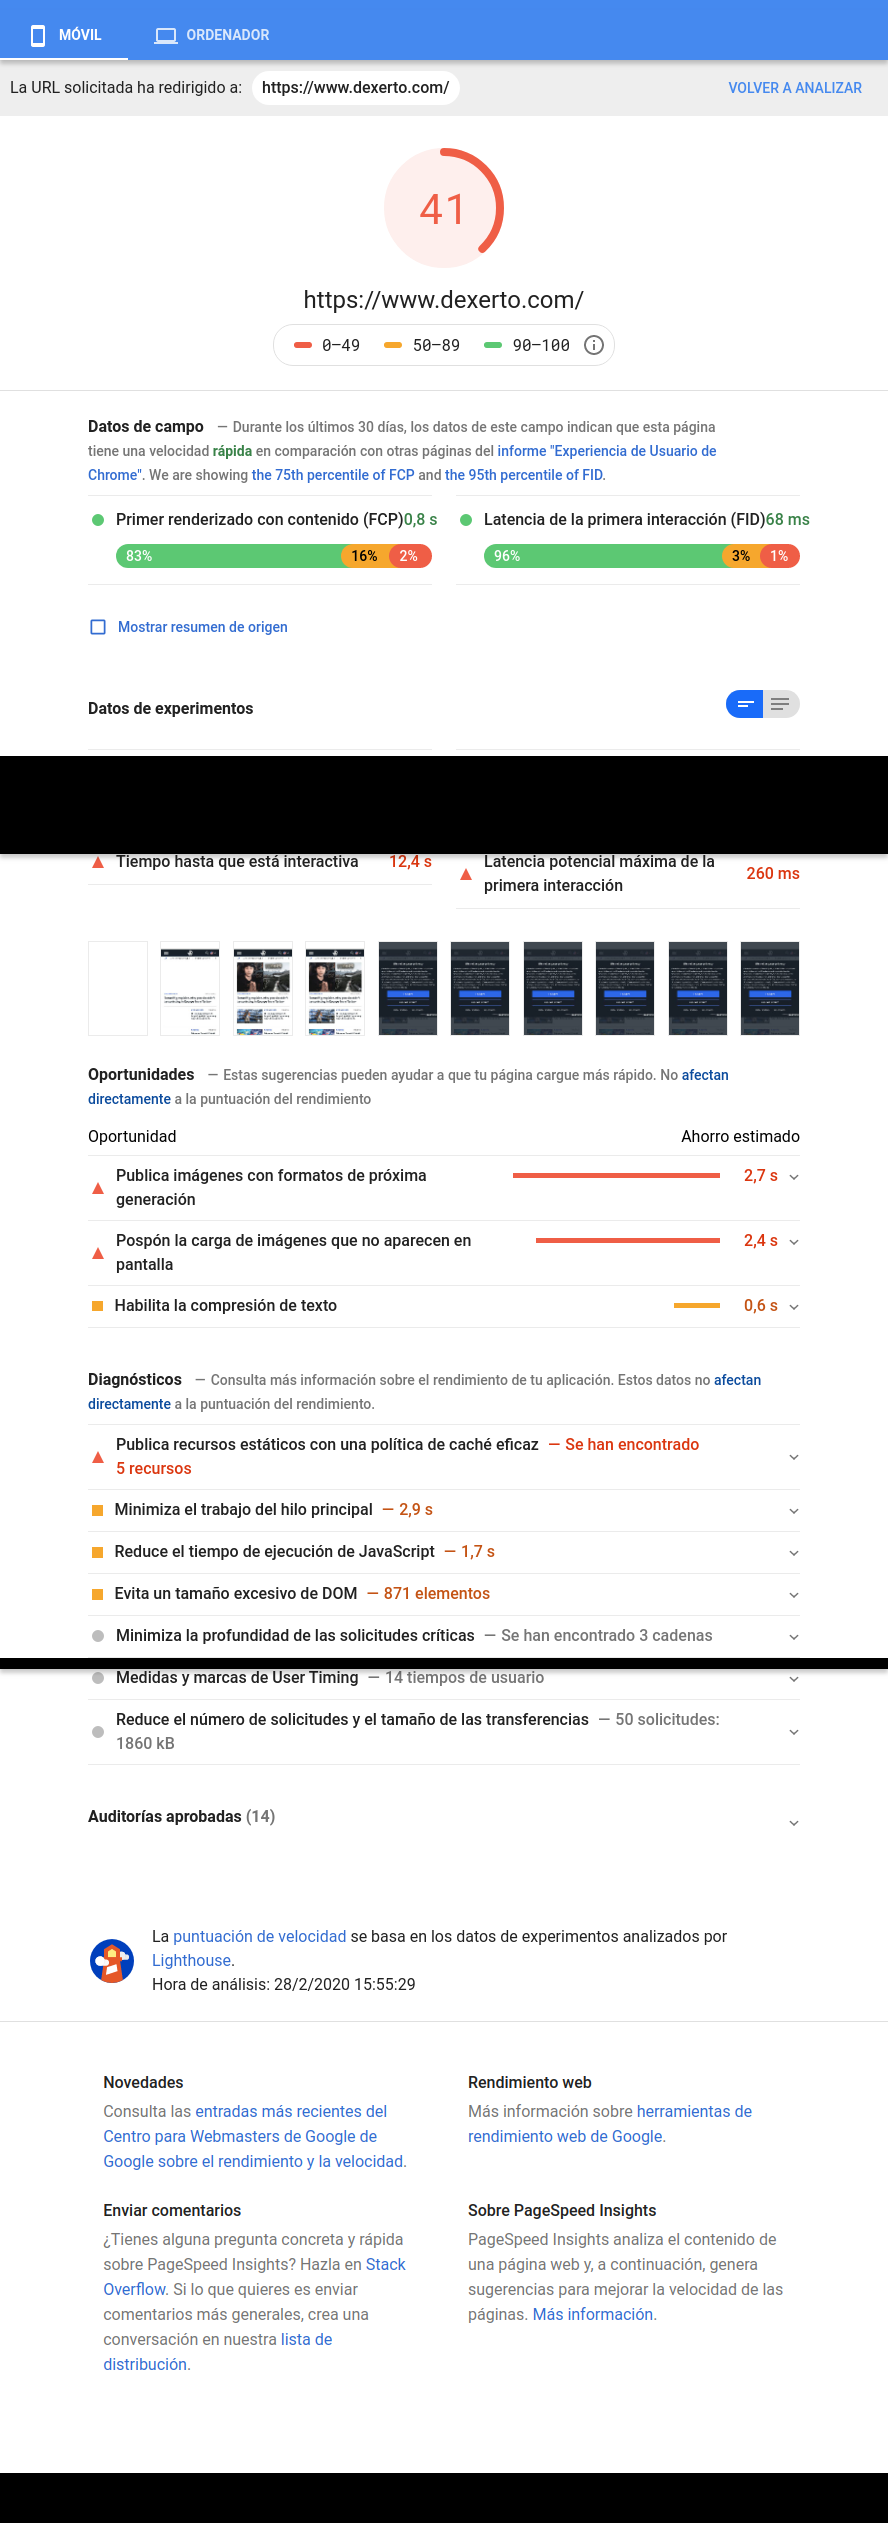 MÓVIL
ORDENADOR
La URL solicitada ha redirigido a: https://www.dexerto.com/
VOLVER A ANALIZAR
41
https://www.dexerto.com/
0–49 50–89 90–100
Datos de campo — Durante los últimos 30 días, los datos de este campo indican que esta página
tiene una velocidad rápida en comparación con otras páginas del informe "Experiencia de Usuario de
Chrome". We are showing the 75th percentile of FCP and the 95th percentile of FID.
Primer renderizado con contenido (FCP) 0,8 s
83% 16% 2%
Latencia de la primera interacción (FID) 68 ms
96% 3% 1%
Mostrar resumen de origen
Datos de experimentos
Tiempo hasta que está interactiva 12,4 s
Latencia potencial máxima de la
primera interacción
260 ms
Oportunidades — Estas sugerencias pueden ayudar a que tu página cargue más rápido. No afectan
directamente a la puntuación del rendimiento
Oportunidad Ahorro estimado
Publica imágenes con formatos de próxima
generación
2,7 s
Pospón la carga de imágenes que no aparecen en
pantalla
2,4 s
Habilita la compresión de texto 0,6 s
Diagnósticos — Consulta más información sobre el rendimiento de tu aplicación. Estos datos no afectan
directamente a la puntuación del rendimiento.
Publica recursos estáticos con una política de caché eficaz — Se han encontrado
5 recursos
Minimiza el trabajo del hilo principal — 2,9 s
Reduce el tiempo de ejecución de JavaScript — 1,7 s
Evita un tamaño excesivo de DOM — 871 elementos
Minimiza la profundidad de las solicitudes críticas — Se han encontrado 3 cadenas
Medidas y marcas de User Timing — 14 tiempos de usuario
Reduce el número de solicitudes y el tamaño de las transferencias — 50 solicitudes:
1860 kB
Auditorías aprobadas (14)
La puntuación de velocidad se basa en los datos de experimentos analizados por
Lighthouse.
Hora de análisis: 28/2/2020 15:55:29
Novedades
Consulta las entradas más recientes del
Centro para Webmasters de Google de
Google sobre el rendimiento y la velocidad.
Rendimiento web
Más información sobre herramientas de
rendimiento web de Google.
Enviar comentarios
¿Tienes alguna pregunta concreta y rápida
sobre PageSpeed Insights? Hazla en Stack
Overflow. Si lo que quieres es enviar
comentarios más generales, crea una
conversación en nuestra lista de
distribución.
Sobre PageSpeed Insights
PageSpeed Insights analiza el contenido de
una página web y, a continuación, genera
sugerencias para mejorar la velocidad de las
páginas. Más información.